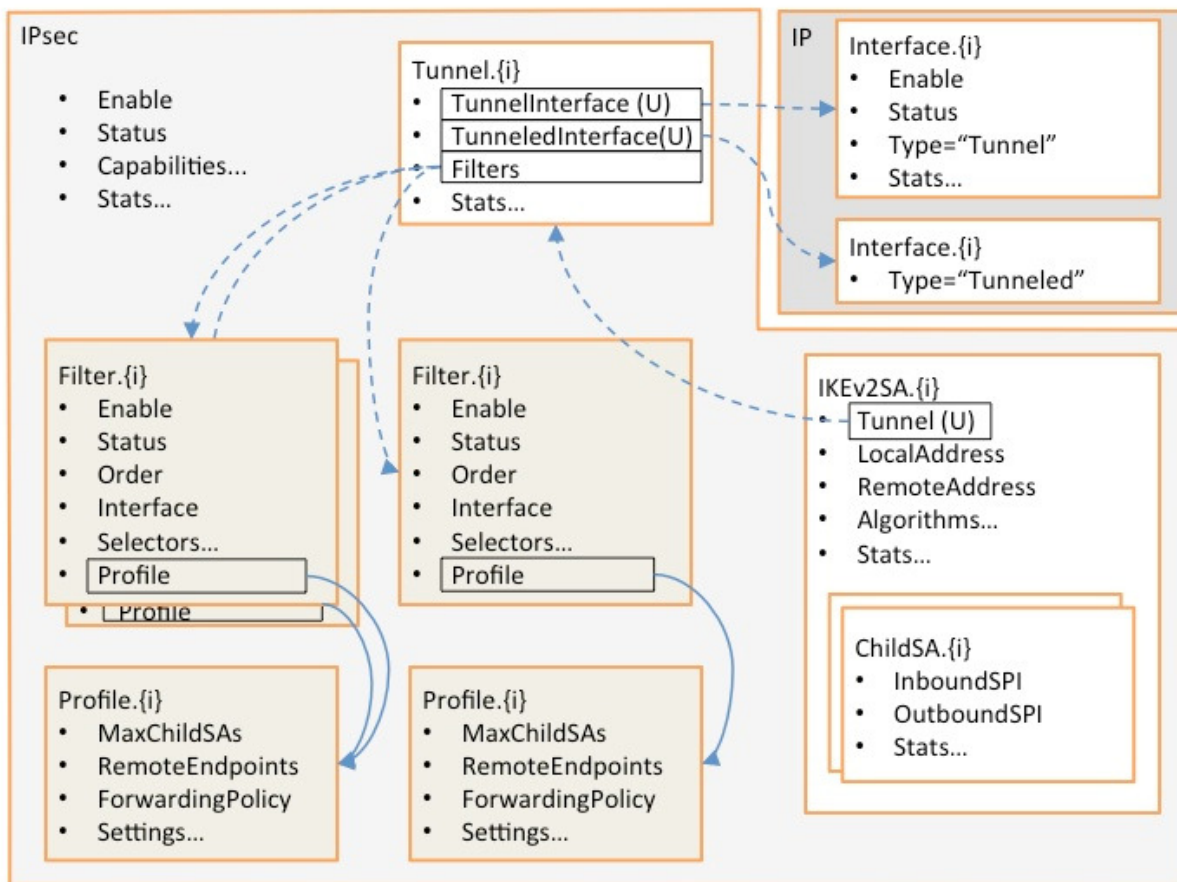 IPsec
• Enable
• Status
• Capabilities...
• Stats...
Tunnel.{i}
• TunnelInterface (U)
• TunneledInterface(U)
• Filters
• Stats...
IP
Interface.{i}
• Enable
• Status
• Type=“Tunnel”
• Stats...
Interface.{i}
• Type=“Tunneled”
Filter.{i}
• Enable
• Status
• Order
• Interface
• Selectors...
• Profile
• Profile
Filter.{i}
• Enable
• Status
• Order
• Interface
• Selectors...
• Profile
IKEv2SA.{i}
• Tunnel (U)
• LocalAddress
• RemoteAddress
• Algorithms...
• Stats...
ChildSA.{i}
• InboundSPI
• OutboundSPI
• Stats...
Profile.{i}
• MaxChildSAs
• RemoteEndpoints
• ForwardingPolicy
• Settings...
Profile.{i}
• MaxChildSAs
• RemoteEndpoints
• ForwardingPolicy
• Settings...